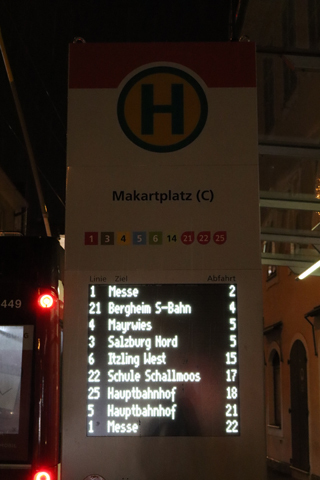 H
Makartplatz (C)
1 3 4 5 6 14 21 22 25
Linie Ziel Abfahrt
1 Messe 2
21 Bergheim S-Bahn 4
4 Mayrwies 5
3 Salzburg Nord 5
6 Itzling West 15
22 Schule Schallmoos 17
25 Hauptbahnhof 18
5 Hauptbahnhof 21
1 Messe 22
449